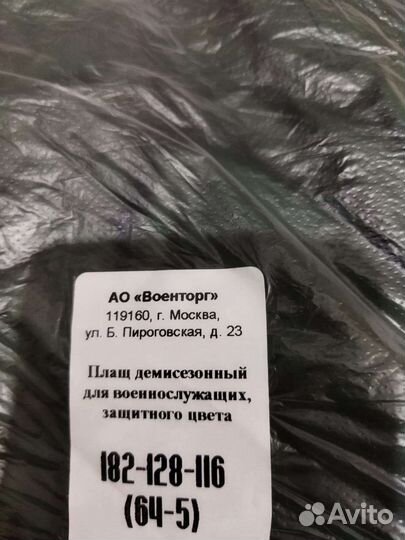 АО «Военторг»
119160, г. Москва,
ул. Б. Пироговская, д. 23
Плащ демисезонный
для военнослужащих,
защитного цвета
182-128-116
(64-5)
Avito